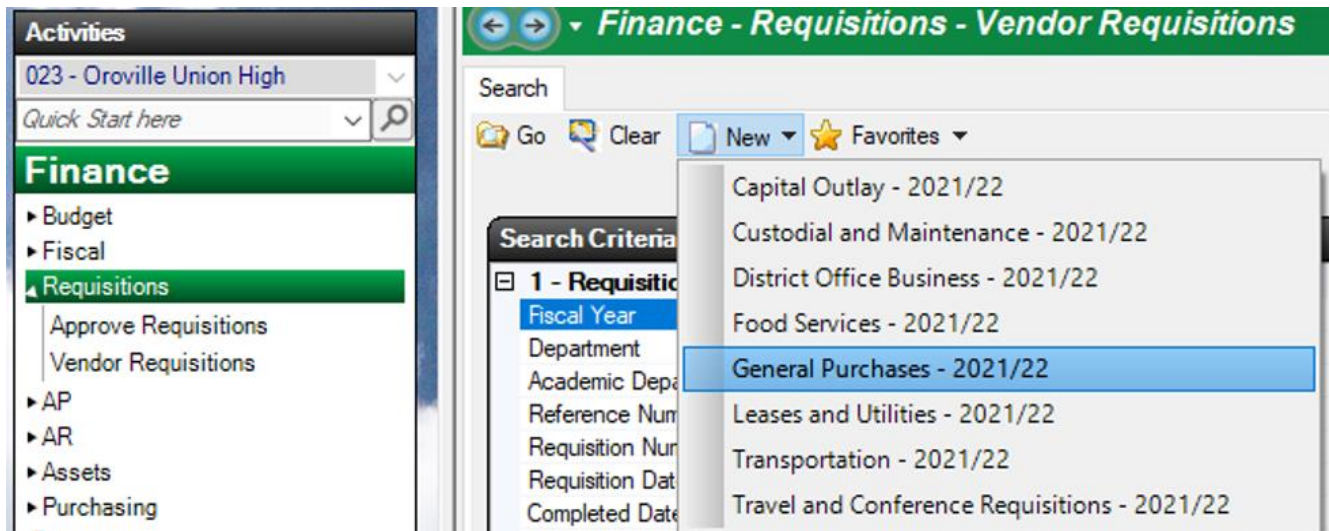 Activities
023 - Oroville Union High
Quick Start here
Finance
Budget
Fiscal
Requisitions
Approve Requisitions
Vendor Requisitions
AP
AR
Assets
Purchasing
Finance - Requisitions - Vendor Requisitions
Search
Go Clear New Favorites
Capital Outlay - 2021/22
Custodial and Maintenance - 2021/22
District Office Business - 2021/22
Food Services - 2021/22
General Purchases - 2021/22
Leases and Utilities - 2021/22
Transportation - 2021/22
Travel and Conference Requisitions - 2021/22
Search Criteria
1 - Requisitio
Fiscal Year
Department
Academic Depa
Reference Num
Requisition Num
Requisition Dat
Completed Date